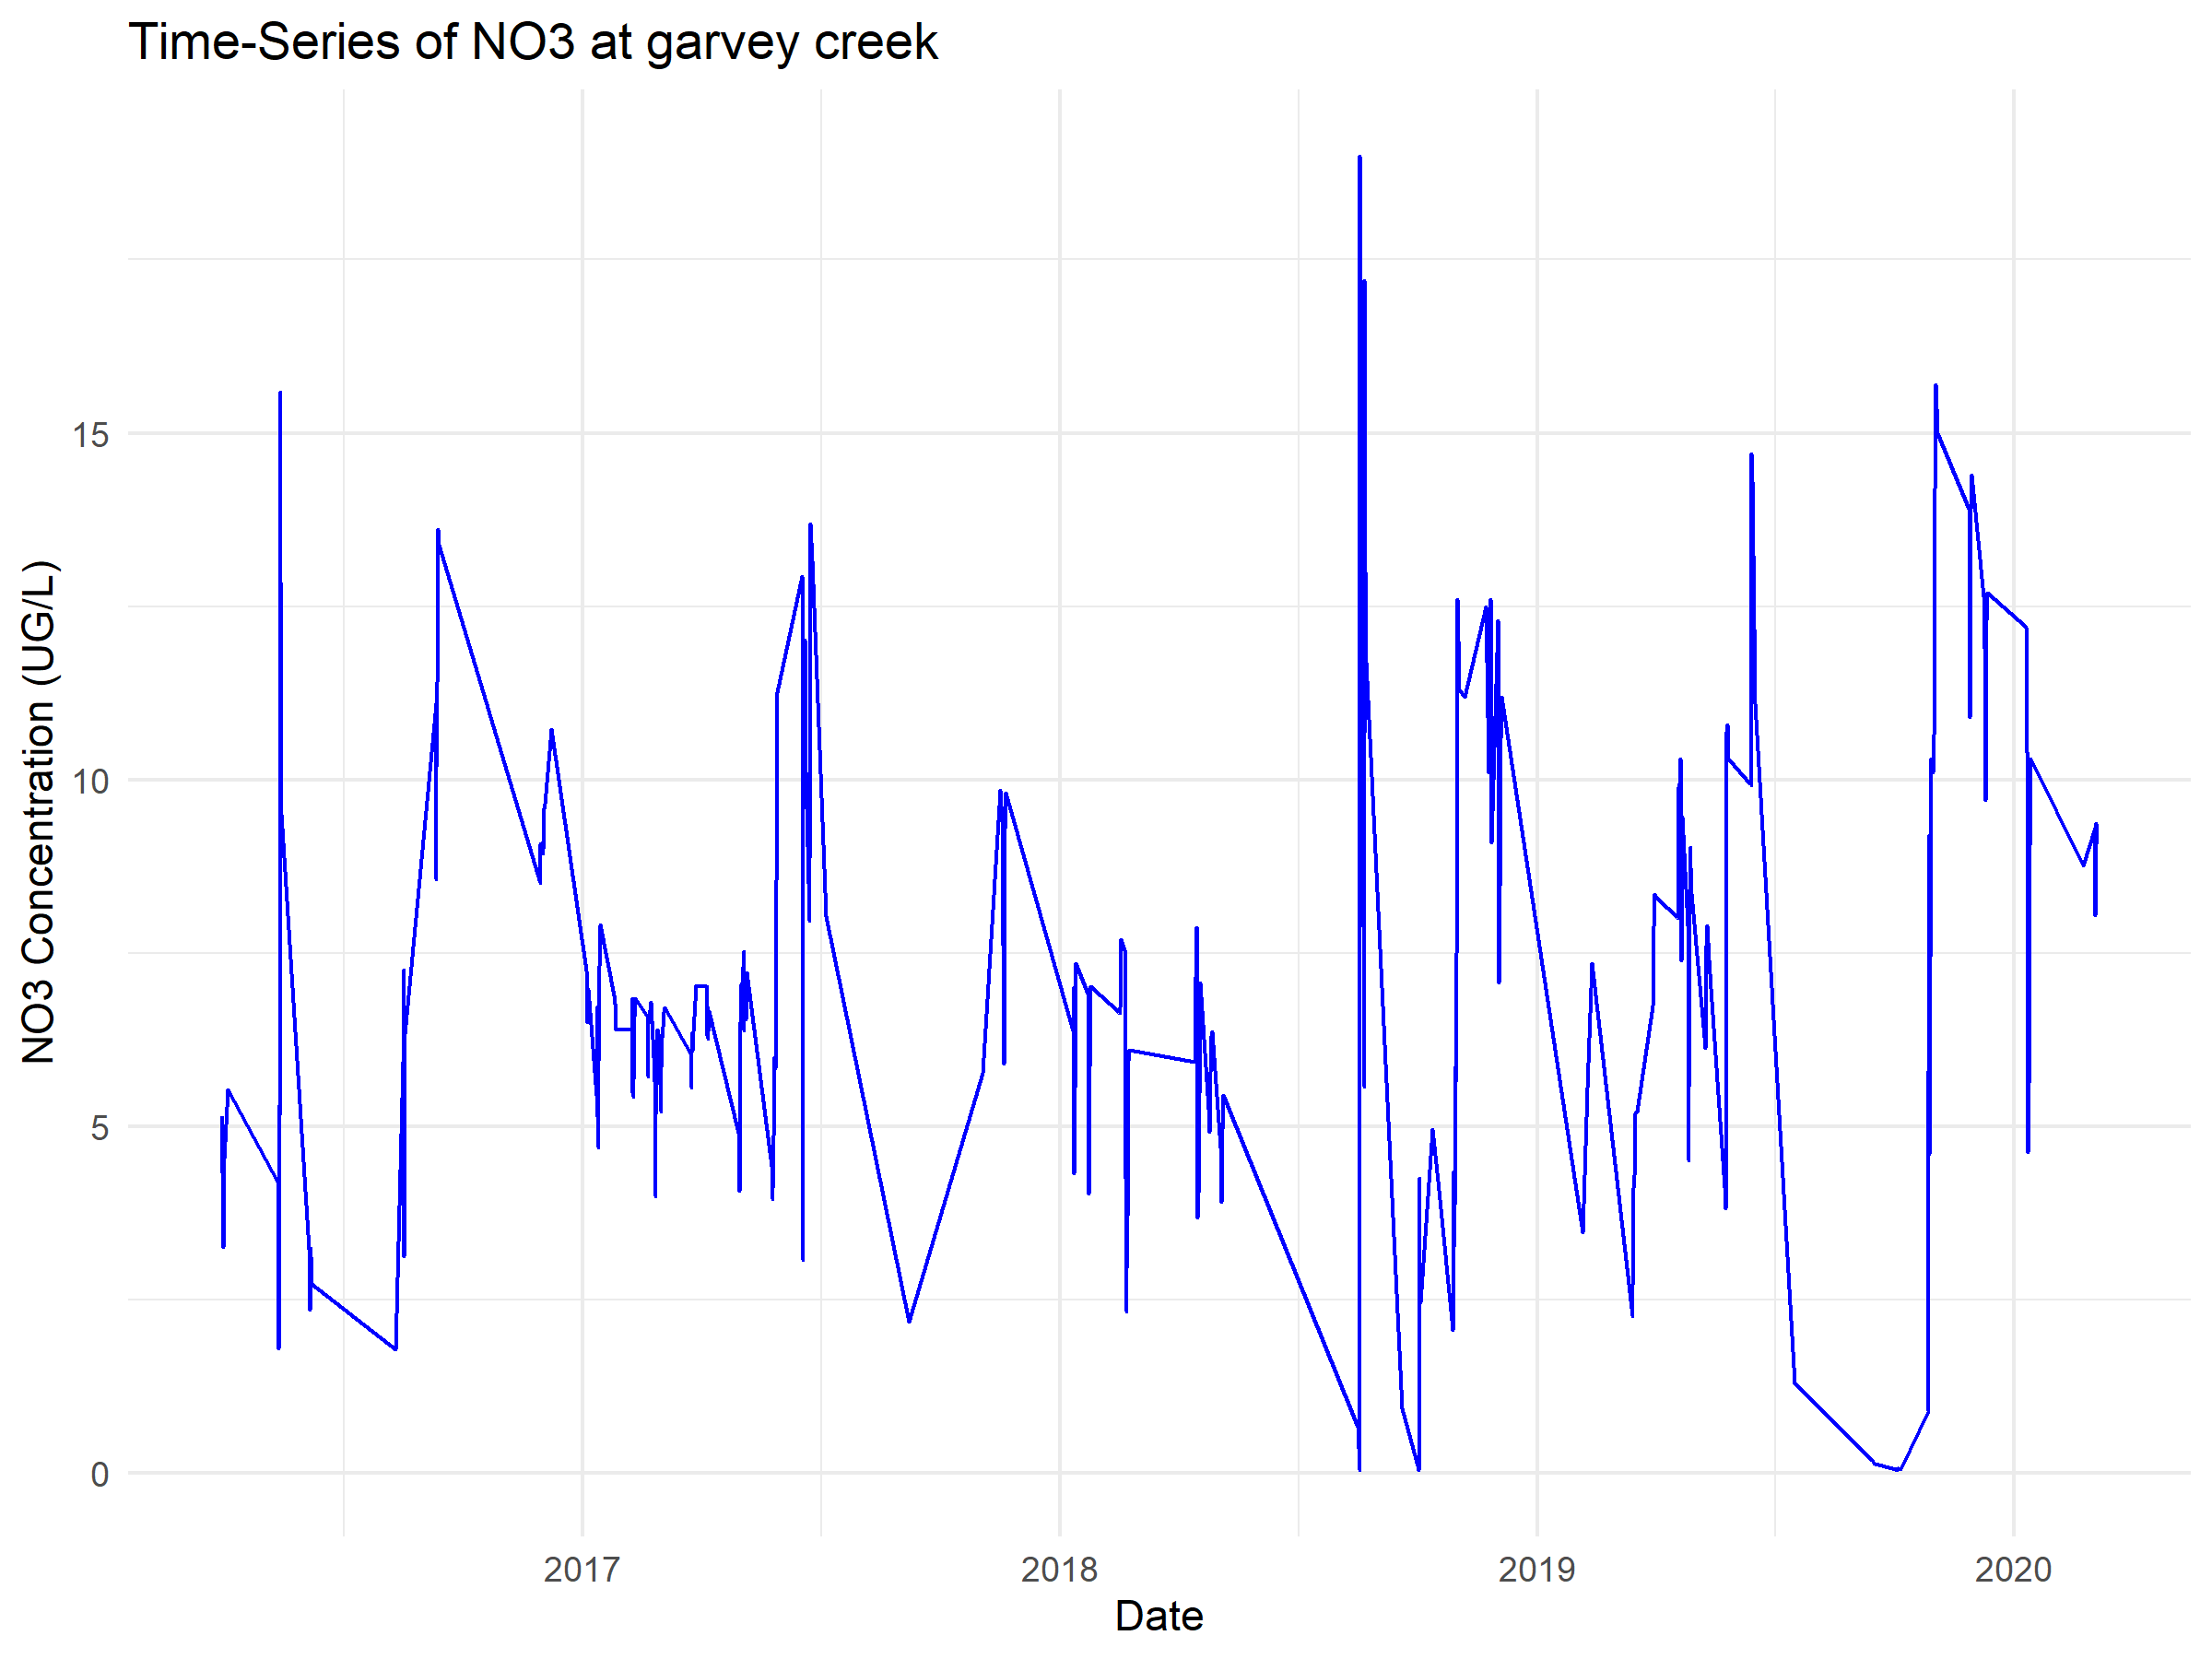 Time-Series of NO3 at garvey creek
NO3 Concentration (UG/L)
15
10
5
0
2017 2018 2019 2020
Date